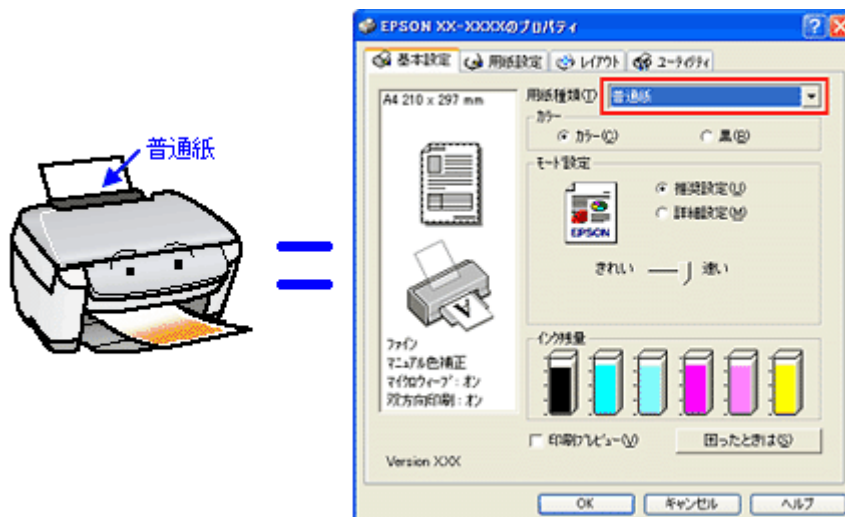 普通紙
EPSON XX-XXXXのプロパティ
基本設定
用紙設定
レイアウト
ユーティリティ
A4 210 x 297 mm
用紙種類(T) 普通紙
カラー
カラー(C) 黒(B)
モード設定
推奨設定(U)
詳細設定(M)
EPSON
きれい 速い
ファイン
マニュアル色補正
マイクロウィーブ: オン
双方向印刷: オン
インク残量
印刷プレビュー(V) 困ったときは(S)
Version XXX
OK キャンセル ヘルプ